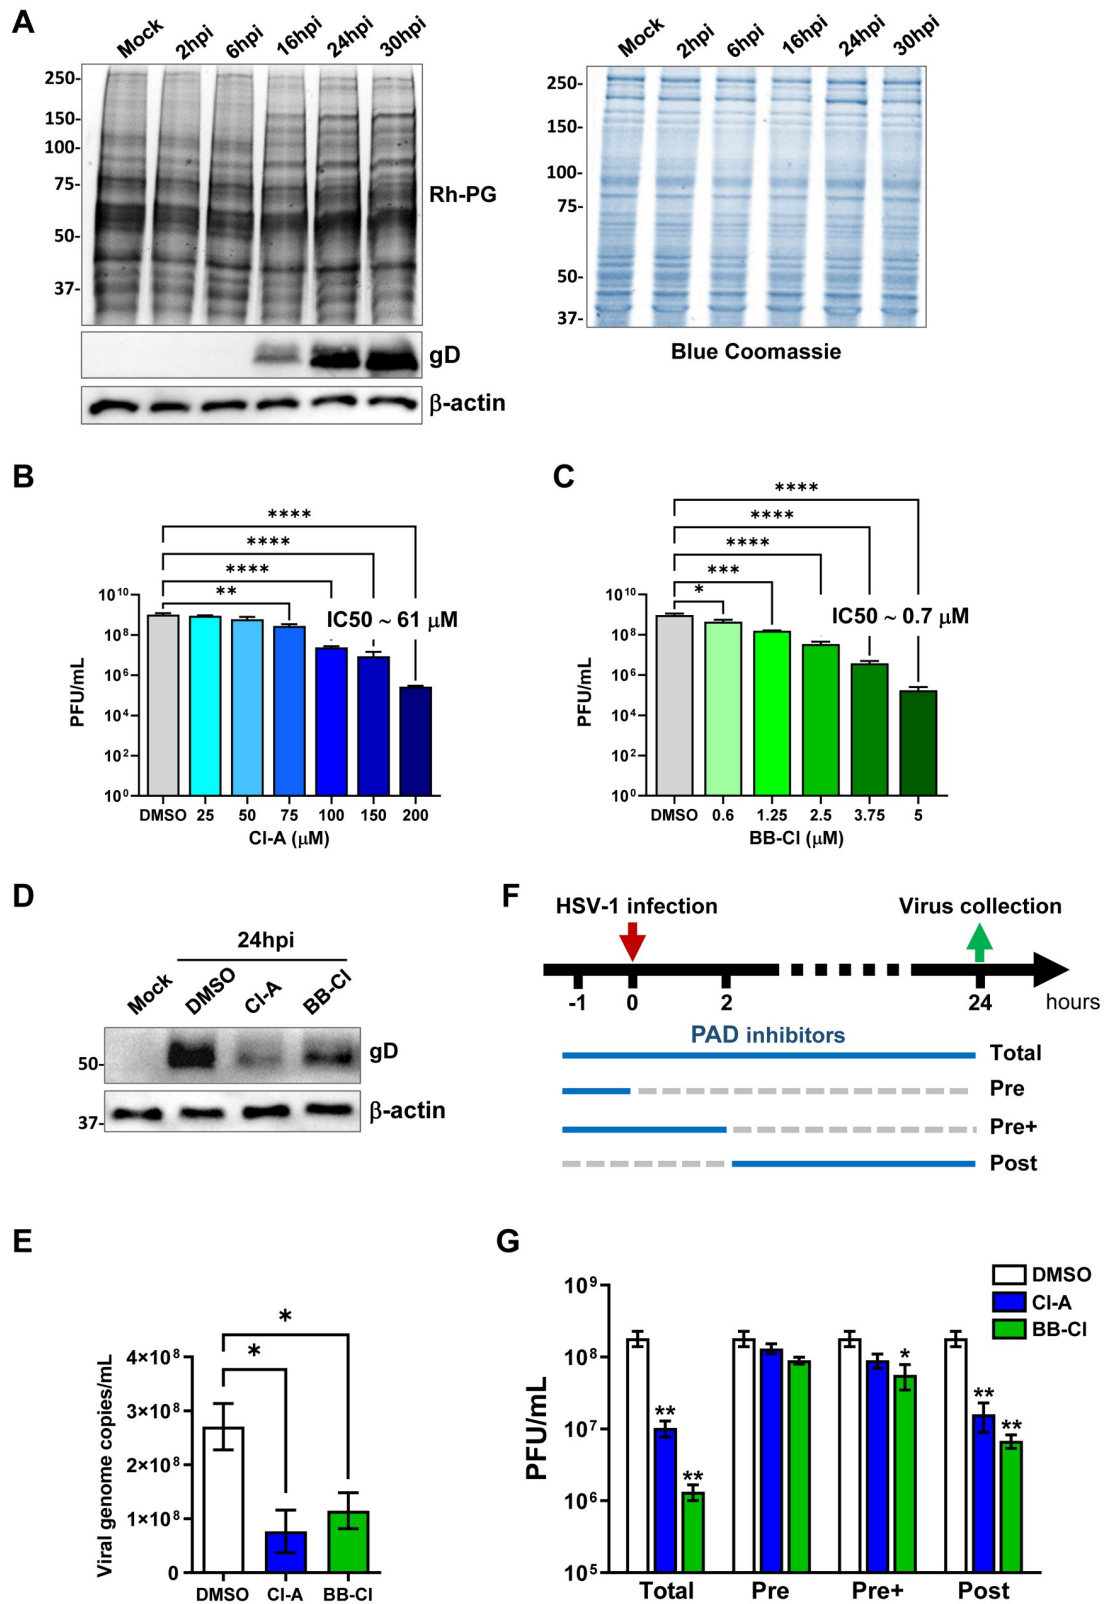 A
Mock 2hpi 6hpi 16hpi 24hpi 30hpi
250-
150-
100-
75-
50-
37-
Rh-PG
gD
β-actin
Mock 2hpi 6hpi 16hpi 24hpi 30hpi
250-
150-
100-
75-
50-
37-
Blue Coomassie
B
****
****
****
**
IC50 ~ 61 μM
PFU/mL
10^10
10^8
10^6
10^4
10^2
10^0
DMSO 25 50 75 100 150 200
Cl-A (μM)
C
****
****
****
***
*
IC50 ~ 0.7 μM
PFU/mL
10^10
10^8
10^6
10^4
10^2
10^0
DMSO 0.6 1.25 2.5 3.75 5
BB-Cl (μM)
D
24hpi
Mock DMSO Cl-A BB-Cl
50-
gD
37-
β-actin
F
HSV-1 infection Virus collection
-1 0 2 24 hours
PAD inhibitors
Total
Pre
Pre+
Post
E
*
*
Viral genome copies/mL
4×10^8
3×10^8
2×10^8
1×10^8
0
DMSO Cl-A BB-Cl
G
DMSO
Cl-A
BB-Cl
PFU/mL
10^9
10^8
10^7
10^6
10^5
** ** * ** **
Total Pre Pre+ Post